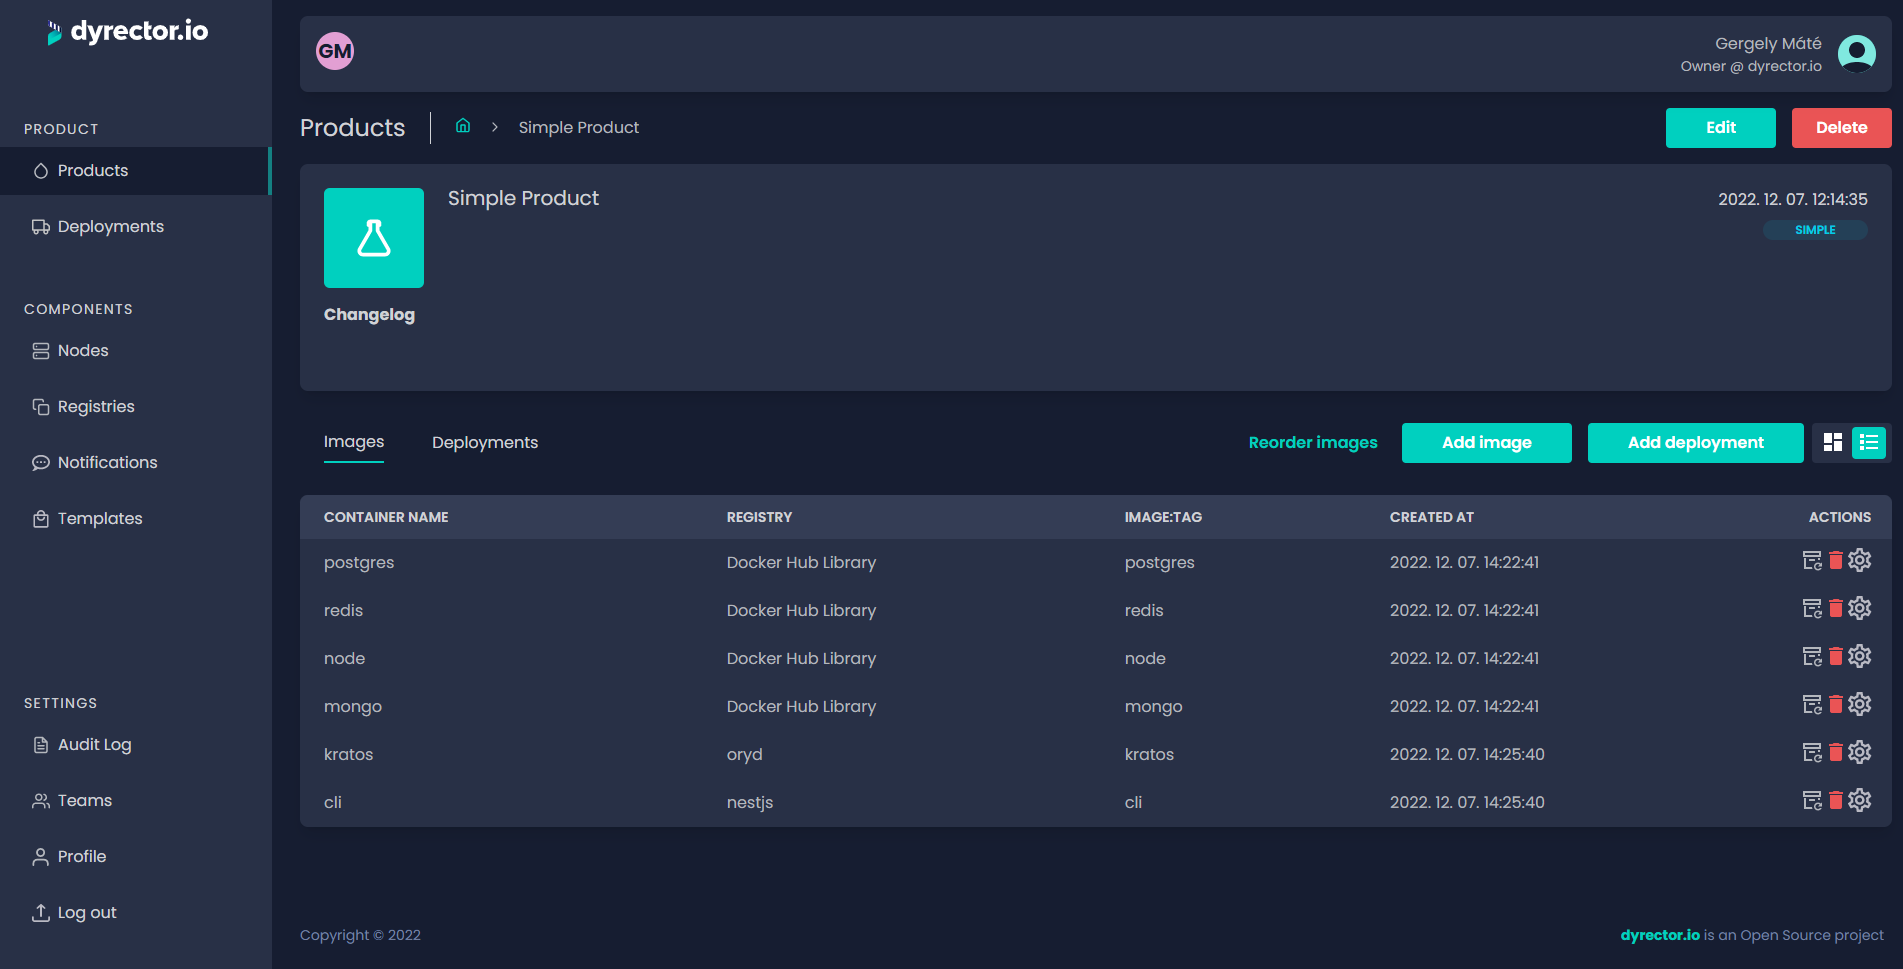 dyrector.io
PRODUCT
Products
Deployments
COMPONENTS
Nodes
Registries
Notifications
Templates
SETTINGS
Audit Log
Teams
Profile
Log out
GM
Gergely Máté
Owner @ dyrector.io
Products
Simple Product
Edit
Delete
Simple Product
2022. 12. 07. 12:14:35
SIMPLE
Changelog
Images
Deployments
Reorder images
Add image
Add deployment
CONTAINER NAME REGISTRY IMAGE:TAG CREATED AT ACTIONS
postgres Docker Hub Library postgres 2022. 12. 07. 14:22:41
redis Docker Hub Library redis 2022. 12. 07. 14:22:41
node Docker Hub Library node 2022. 12. 07. 14:22:41
mongo Docker Hub Library mongo 2022. 12. 07. 14:22:41
kratos oryd kratos 2022. 12. 07. 14:25:40
cli nestjs cli 2022. 12. 07. 14:25:40
Copyright © 2022
dyrector.io is an Open Source project